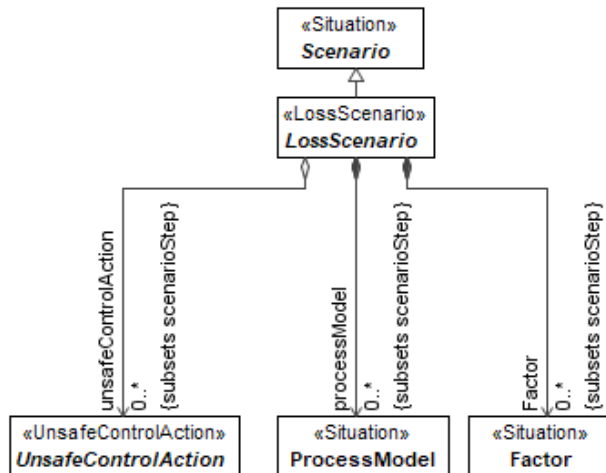 «Situation»
Scenario
«LossScenario»
LossScenario
unsafeControlAction
0..*
{subsets scenarioStep}
processModel
0..*
{subsets scenarioStep}
Factor
0..*
{subsets scenarioStep}
«UnsafeControlAction»
UnsafeControlAction
«Situation»
ProcessModel
«Situation»
Factor